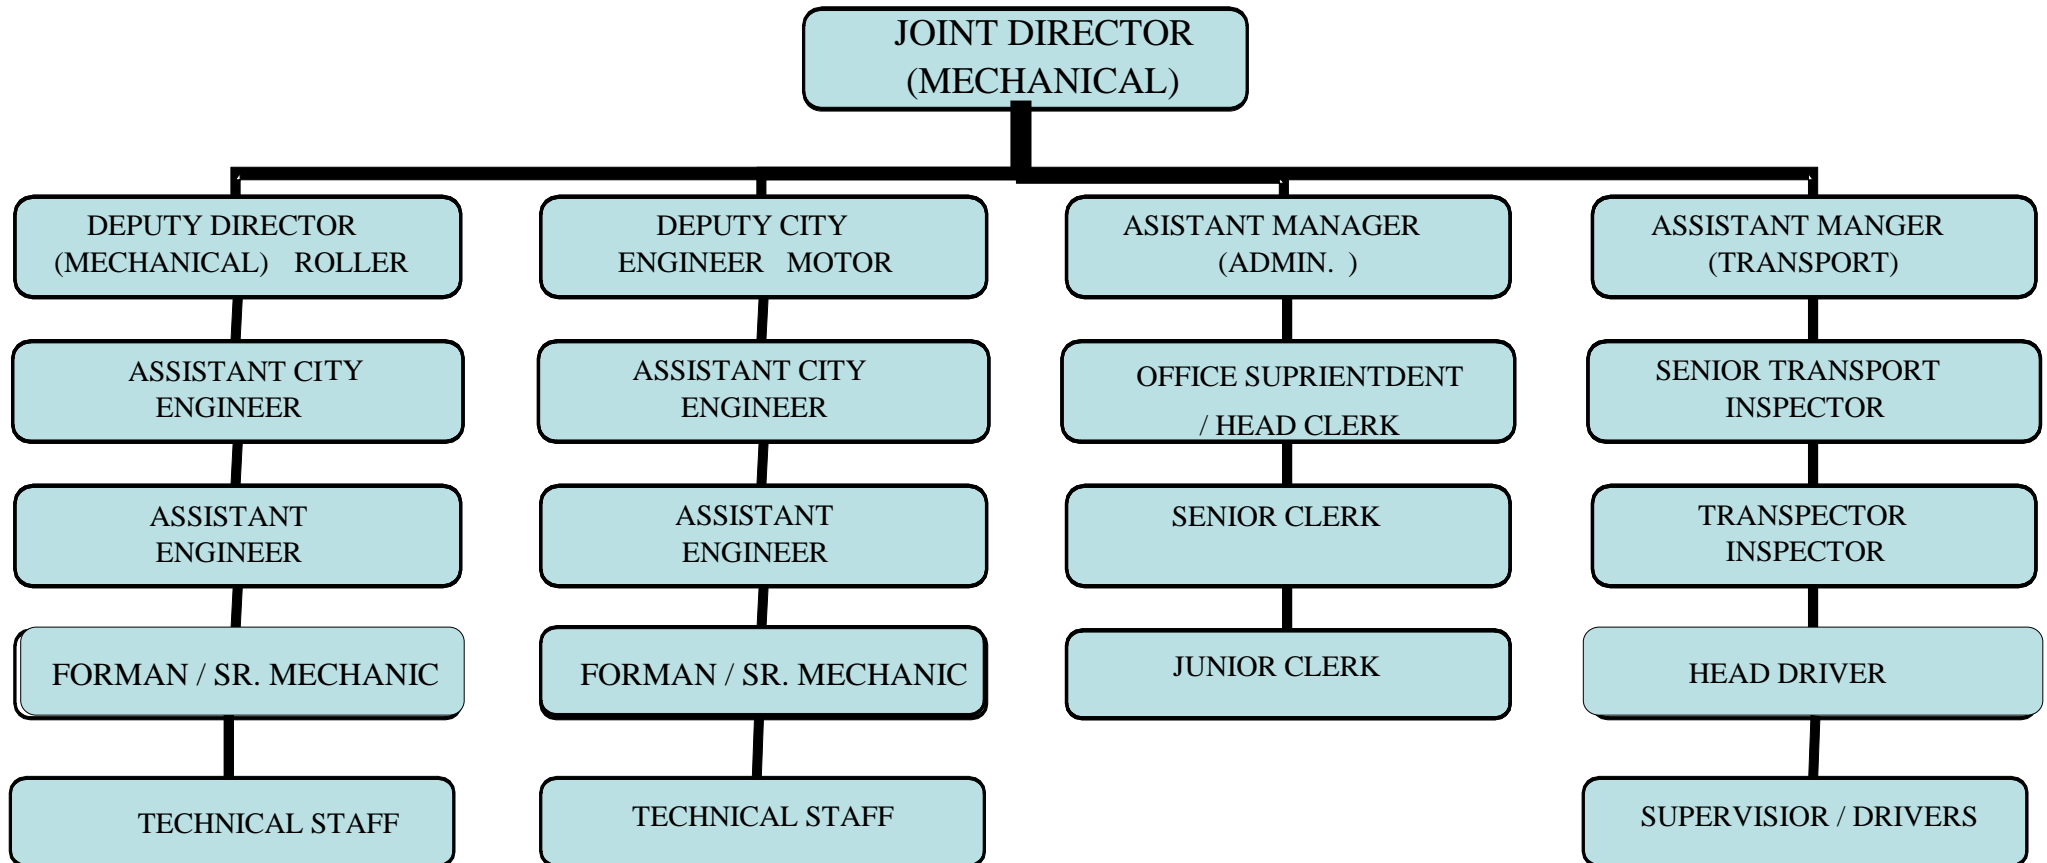 JOINT DIRECTOR
(MECHANICAL)
DEPUTY DIRECTOR
(MECHANICAL) ROLLER
DEPUTY CITY
ENGINEER MOTOR
ASISTANT MANAGER
(ADMIN. )
ASSISTANT MANGER
(TRANSPORT)
ASSISTANT CITY
ENGINEER
ASSISTANT CITY
ENGINEER
OFFICE SUPRIENTDENT
/ HEAD CLERK
SENIOR TRANSPORT
INSPECTOR
ASSISTANT
ENGINEER
ASSISTANT
ENGINEER
SENIOR CLERK
TRANSPECTOR
INSPECTOR
FORMAN / SR. MECHANIC
FORMAN / SR. MECHANIC
JUNIOR CLERK
HEAD DRIVER
TECHNICAL STAFF
TECHNICAL STAFF
SUPERVISIOR / DRIVERS